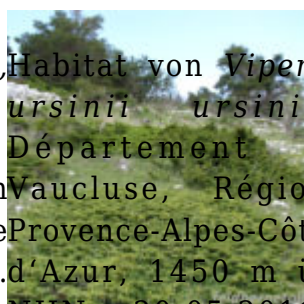 Habitat von Viper
ursinii ursini
Département
Vaucluse, Régio
Provence-Alpes-Côt
d‘Azur, 1450 m ü